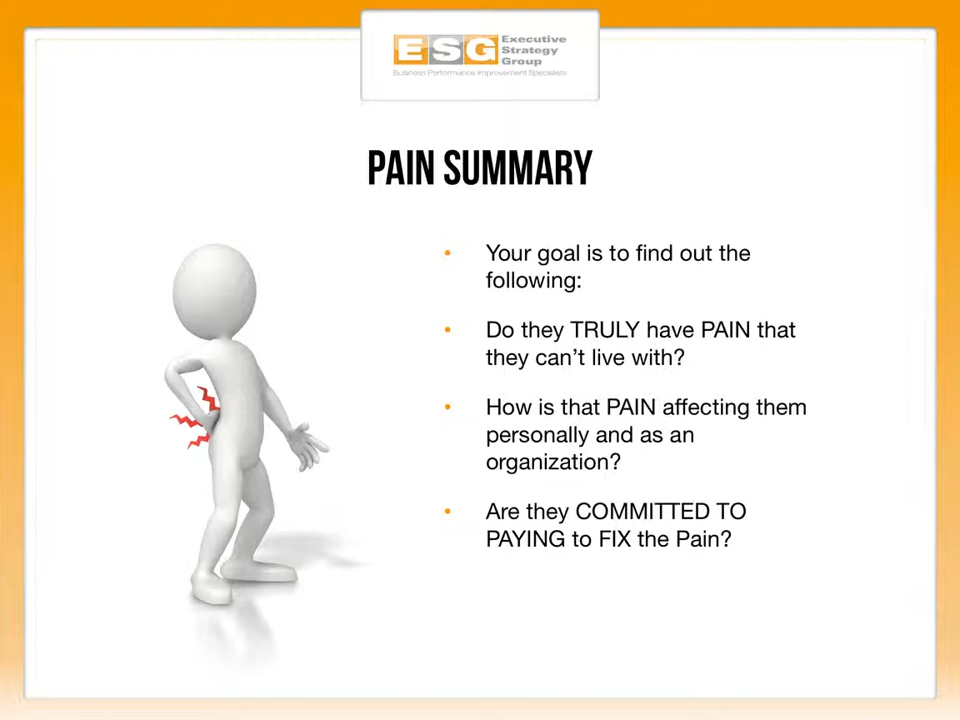 ESG Executive
Strategy
Group
Business Performance Improvement Specialists
PAIN SUMMARY
• Your goal is to find out the
following:
• Do they TRULY have PAIN that
they can’t live with?
• How is that PAIN affecting them
personally and as an
organization?
• Are they COMMITTED TO
PAYING to FIX the Pain?